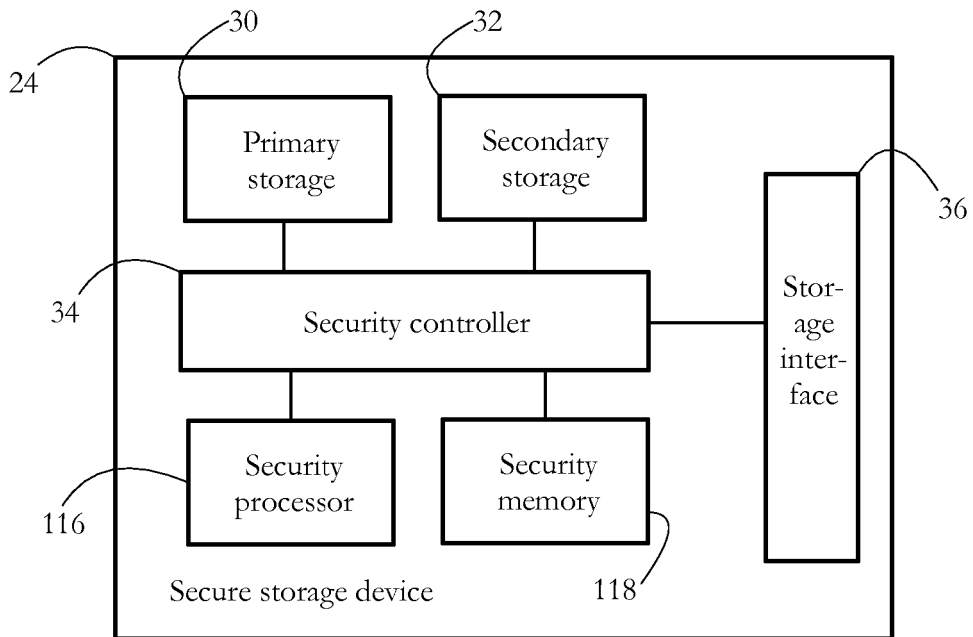 30
32
24
Primary
storage
Secondary
storage
36
34
Security controller
Stor-
age
inter-
face
Security
processor
Security
memory
116
118
Secure storage device